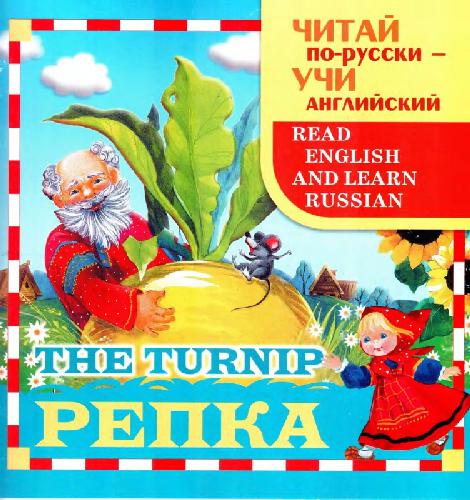 ЧИТАЙ
по-русски –
УЧИ
английский
READ
ENGLISH
AND LEARN
RUSSIAN
THE TURNIP
РЕПКА